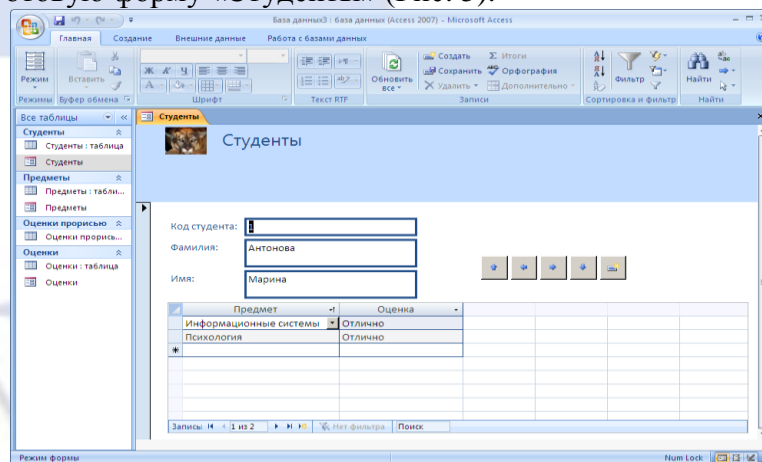 готовую форму «Студенты» (Рис. 5).
База данных3 : база данных (Access 2007) - Microsoft Access
Главная Создание Внешние данные Работа с базами данных
Режим
Вставить
Ж К Ч
Обновить все
Создать
Сохранить
Удалить
Итоги
Орфография
Дополнительно
Фильтр
Найти
Режимы Буфер обмена Шрифт Текст RTF Записи Сортировка и фильтр Найти
Все таблицы
Студенты
Студенты : таблица
Студенты
Предметы
Предметы : табли...
Предметы
Оценки прорисью
Оценки прорись...
Оценки
Оценки : таблица
Оценки
Студенты
Студенты
Код студента: 1
Фамилия: Антонова
Имя: Марина
Предмет Оценка
Информационные системы Отлично
Психология Отлично
Запись: 1 из 2 Нет фильтра Поиск
Режим формы Num Lock